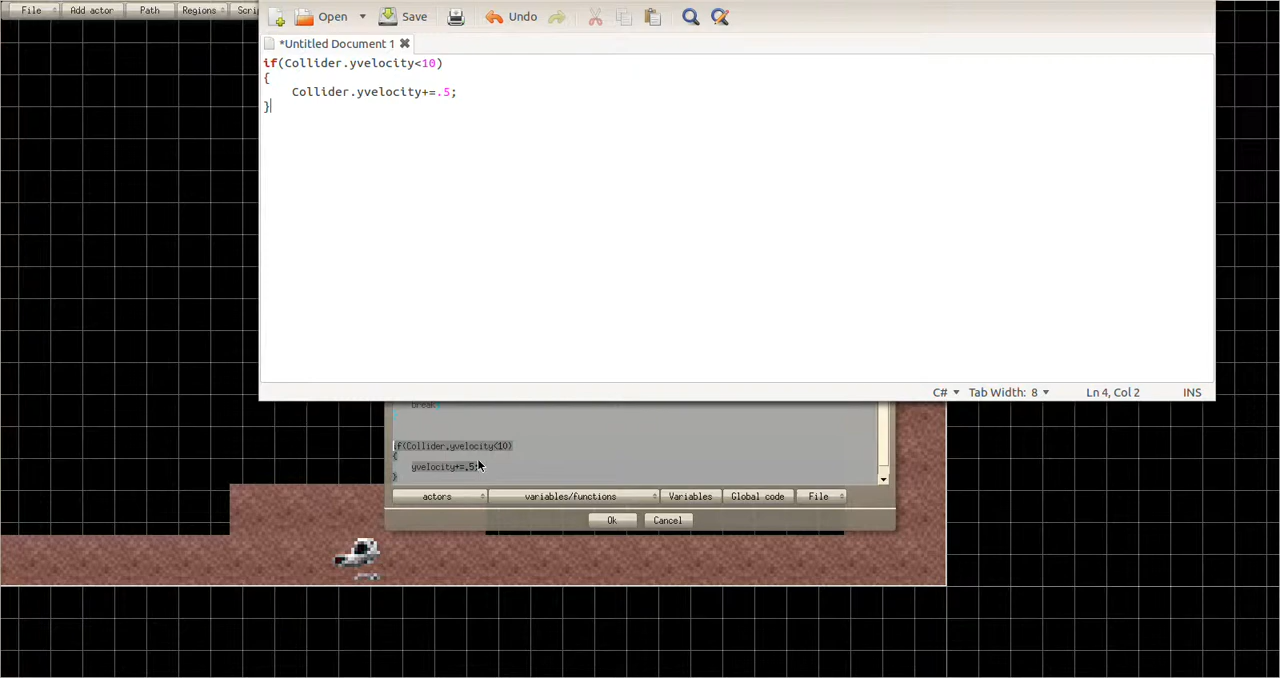 File Add actor Path Regions Scri
Open Save Undo
*Untitled Document 1
if(Collider.yvelocity<10)
{
Collider.yvelocity+=.5;
}
C# Tab Width: 8 Ln 4, Col 2 INS
break;
}
if(Collider.yvelocity<10)
{
yvelocity+=.5;
}
actors variables/functions Variables Global code File
Ok Cancel